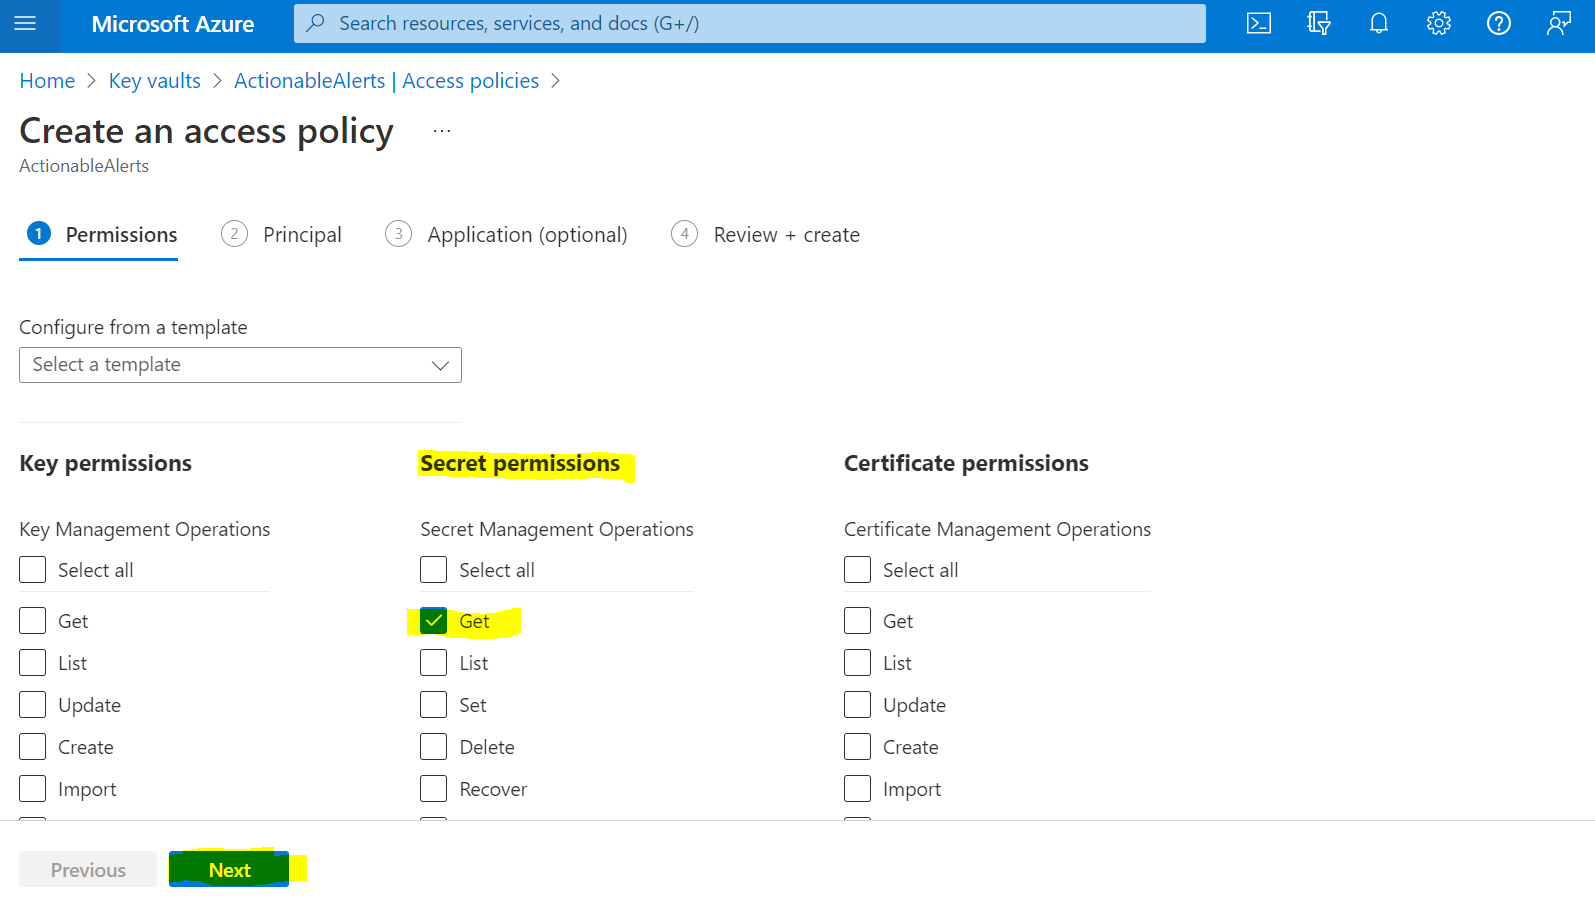 Microsoft Azure
Search resources, services, and docs (G+/)
Home > Key vaults > ActionableAlerts | Access policies >
Create an access policy ...
ActionableAlerts
1 Permissions 2 Principal 3 Application (optional) 4 Review + create
Configure from a template
Select a template
Key permissions
Key Management Operations
Select all
Get
List
Update
Create
Import
Secret permissions
Secret Management Operations
Select all
Get
List
Set
Delete
Recover
Certificate permissions
Certificate Management Operations
Select all
Get
List
Update
Create
Import
Previous Next